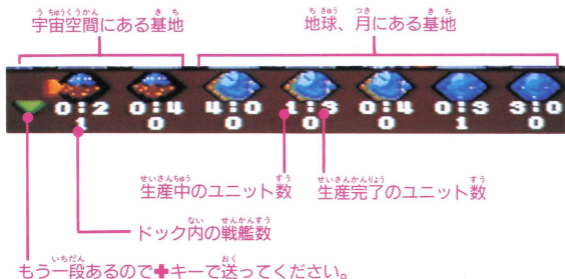 宇宙空間にある基地
地球、月にある基地
0:2 0:4 4:0 1:3 0:4 0:3 3:0
1 0 0 0 0 1 0
生産中のユニット数
生産完了のユニット数
ドック内の戦艦数
もう一段あるので✚キーで送ってください。